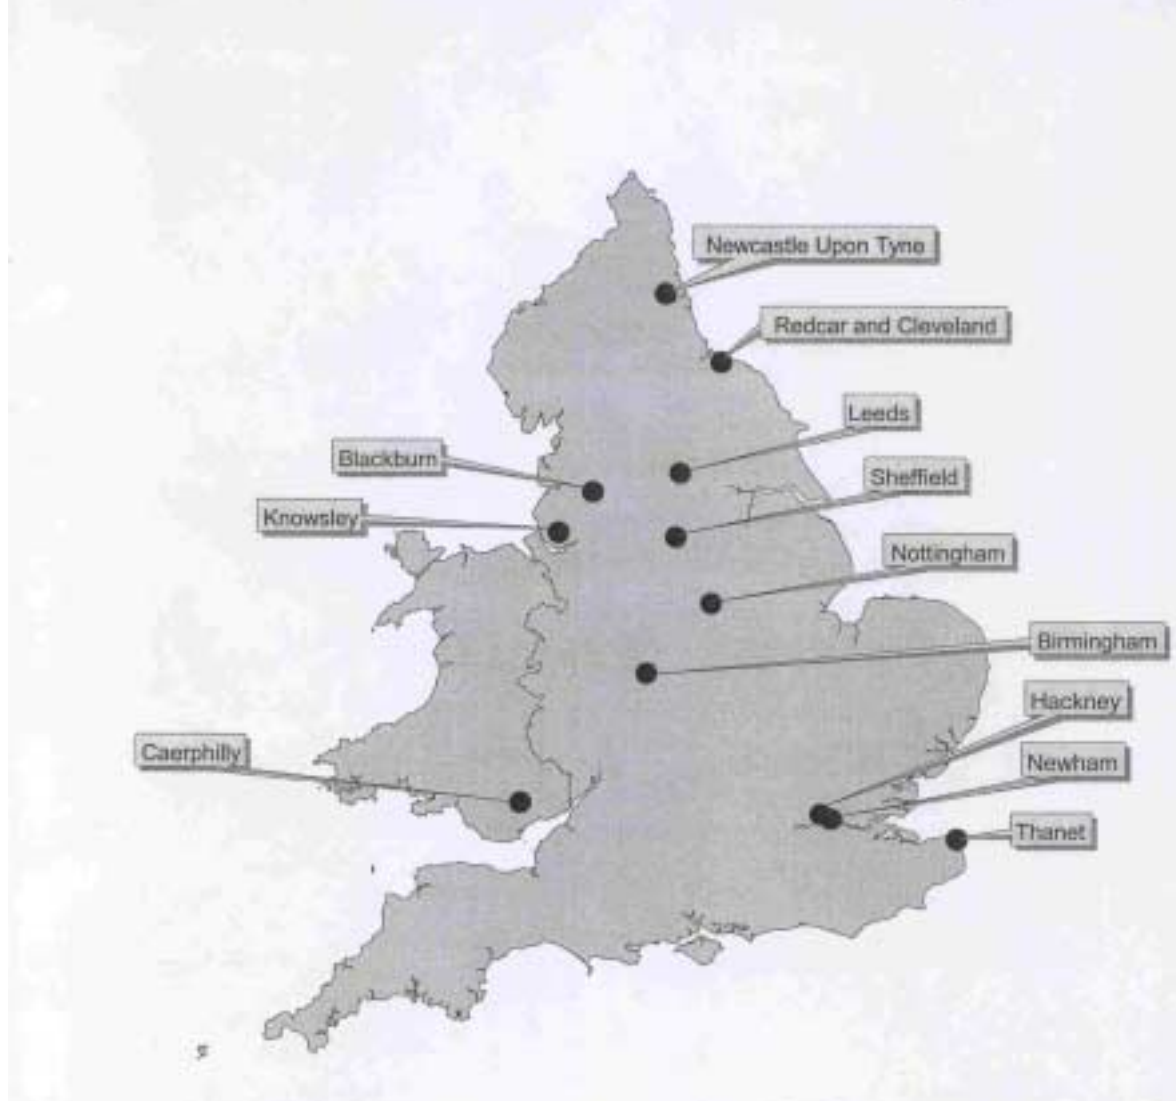 Newcastle Upon Tyne
Redcar and Cleveland
Leeds
Blackburn
Sheffield
Knowsley
Nottingham
Birmingham
Hackney
Caerphilly
Newham
Thanet